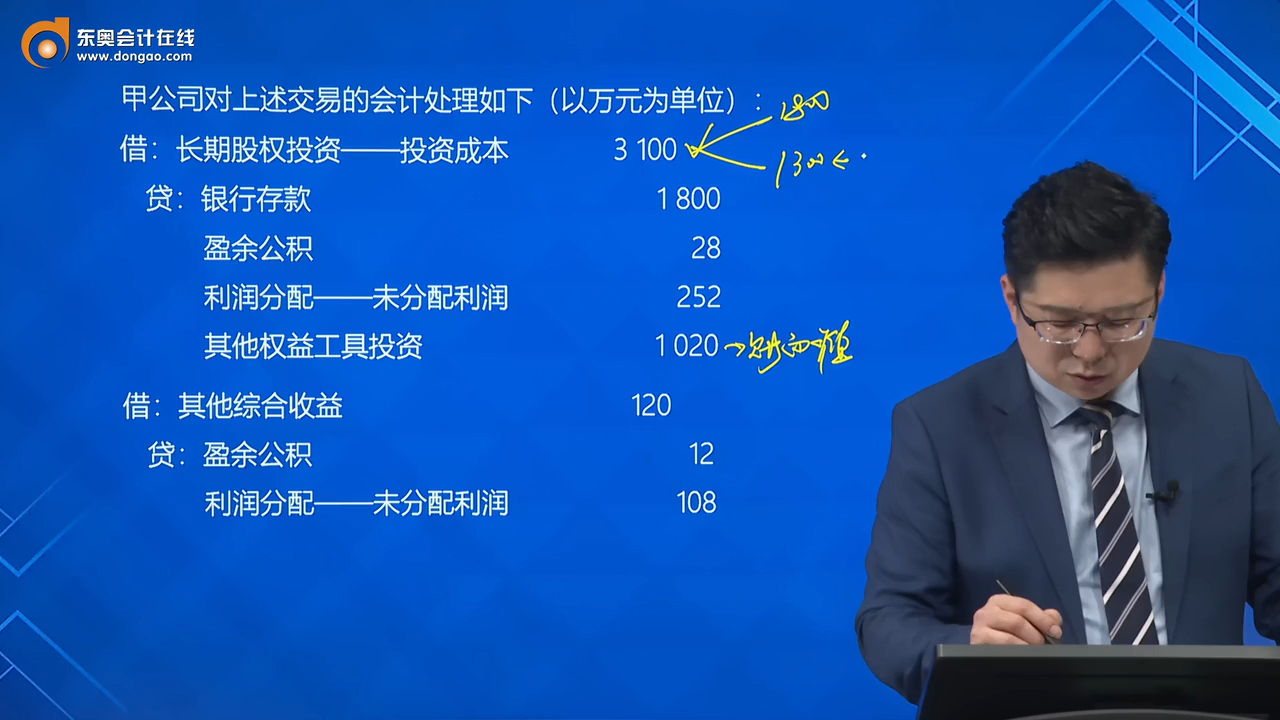 东奥会计在线
www.dongao.com
甲公司对上述交易的会计处理如下（以万元为单位）：
1800
借：长期股权投资——投资成本 3 100
1300
贷：银行存款 1 800
盈余公积 28
利润分配——未分配利润 252
其他权益工具投资 1 020
借：其他综合收益 120
贷：盈余公积 12
利润分配——未分配利润 108